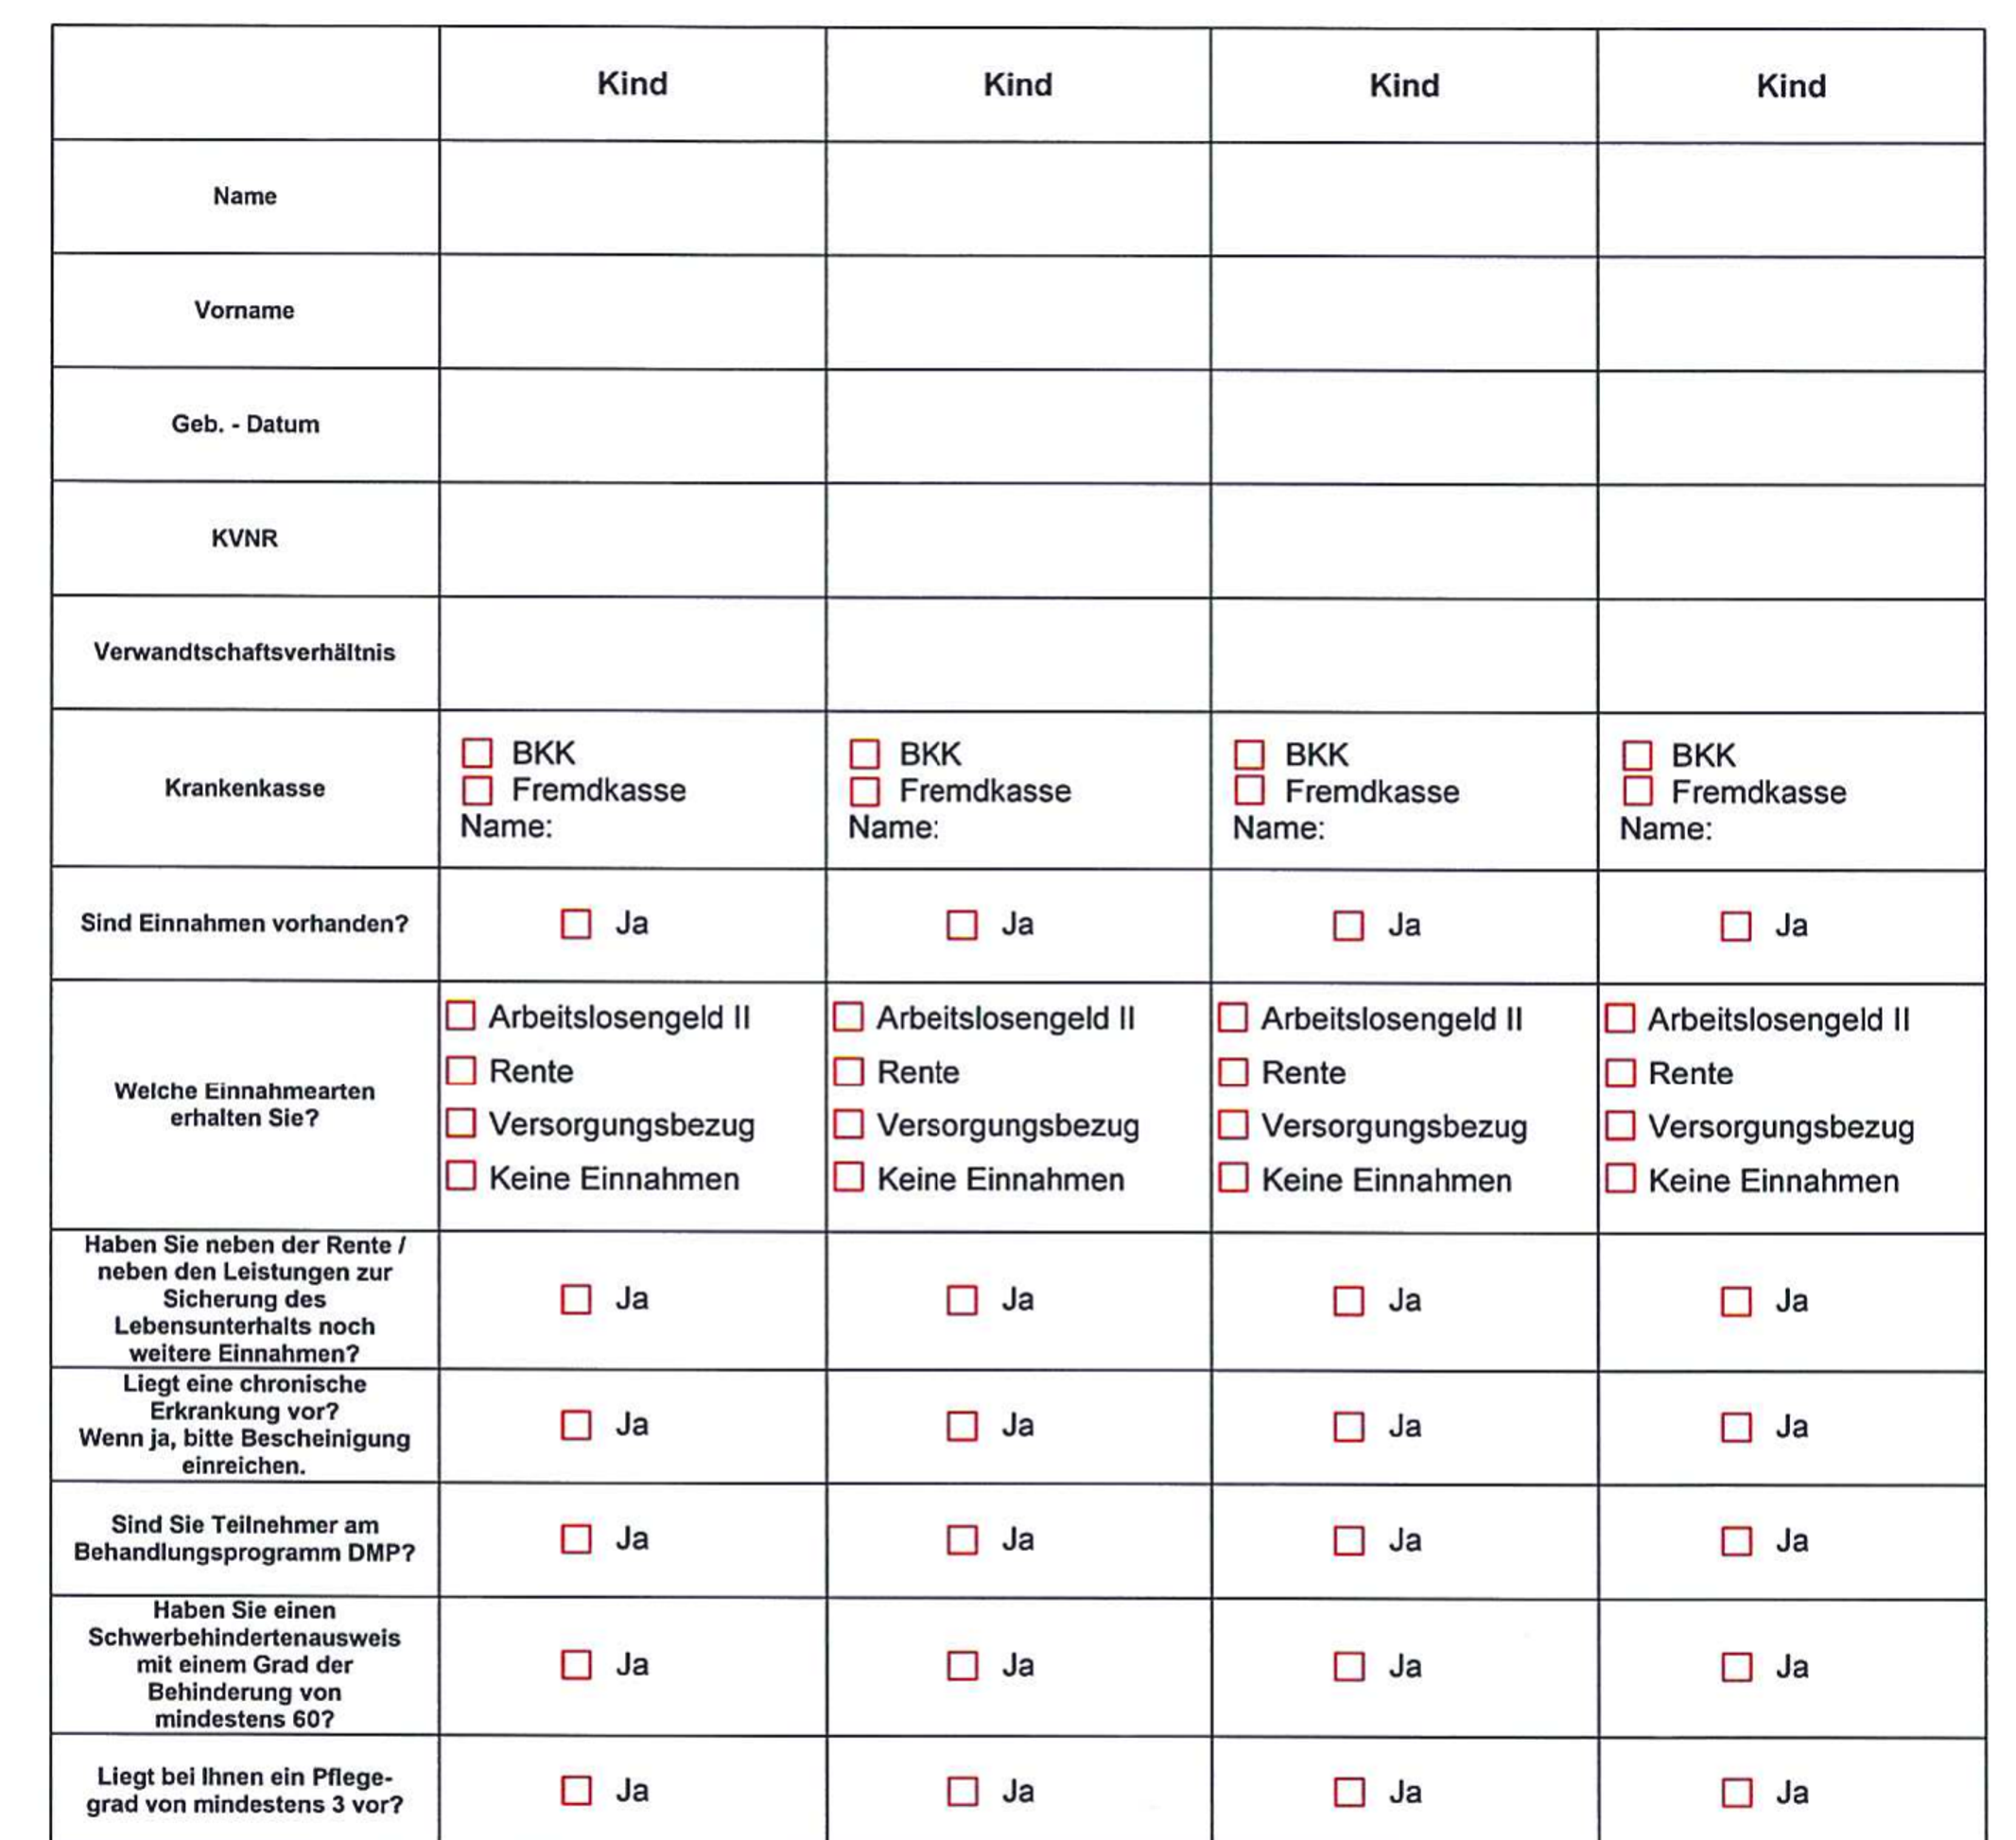 Kind Kind Kind Kind
Name
Vorname
Geb. - Datum
KVNR
Verwandtschaftsverhältnis
Krankenkasse
BKK BKK BKK BKK
Fremdkasse Fremdkasse Fremdkasse Fremdkasse
Name: Name: Name: Name:
Sind Einnahmen vorhanden? Ja Ja Ja Ja
Welche Einnahmearten
erhalten Sie?
Arbeitslosengeld II Arbeitslosengeld II Arbeitslosengeld II Arbeitslosengeld II
Rente Rente Rente Rente
Versorgungsbezug Versorgungsbezug Versorgungsbezug Versorgungsbezug
Keine Einnahmen Keine Einnahmen Keine Einnahmen Keine Einnahmen
Haben Sie neben der Rente /
neben den Leistungen zur
Sicherung des
Lebensunterhalts noch
weitere Einnahmen?
Ja Ja Ja Ja
Liegt eine chronische
Erkrankung vor?
Wenn ja, bitte Bescheinigung
einreichen.
Ja Ja Ja Ja
Sind Sie Teilnehmer am
Behandlungsprogramm DMP?
Ja Ja Ja Ja
Haben Sie einen
Schwerbehindertenausweis
mit einem Grad der
Behinderung von
mindestens 60?
Ja Ja Ja Ja
Liegt bei Ihnen ein Pflege-
grad von mindestens 3 vor?
Ja Ja Ja Ja